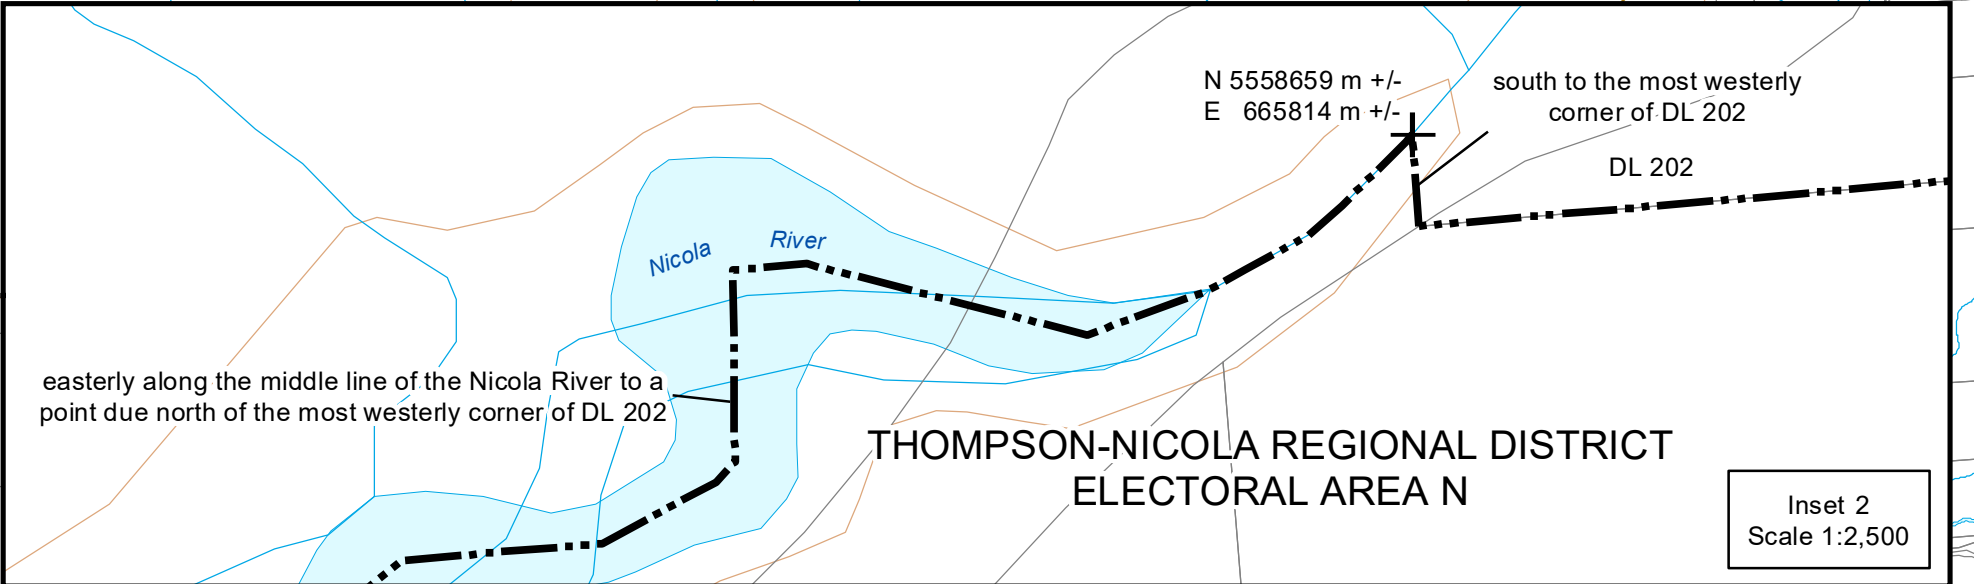 N 5558659 m +/-
E 665814 m +/-
south to the most westerly
corner of DL 202
DL 202
Nicola River
easterly along the middle line of the Nicola River to a
point due north of the most westerly corner of DL 202
THOMPSON-NICOLA REGIONAL DISTRICT
ELECTORAL AREA N
Inset 2
Scale 1:2,500